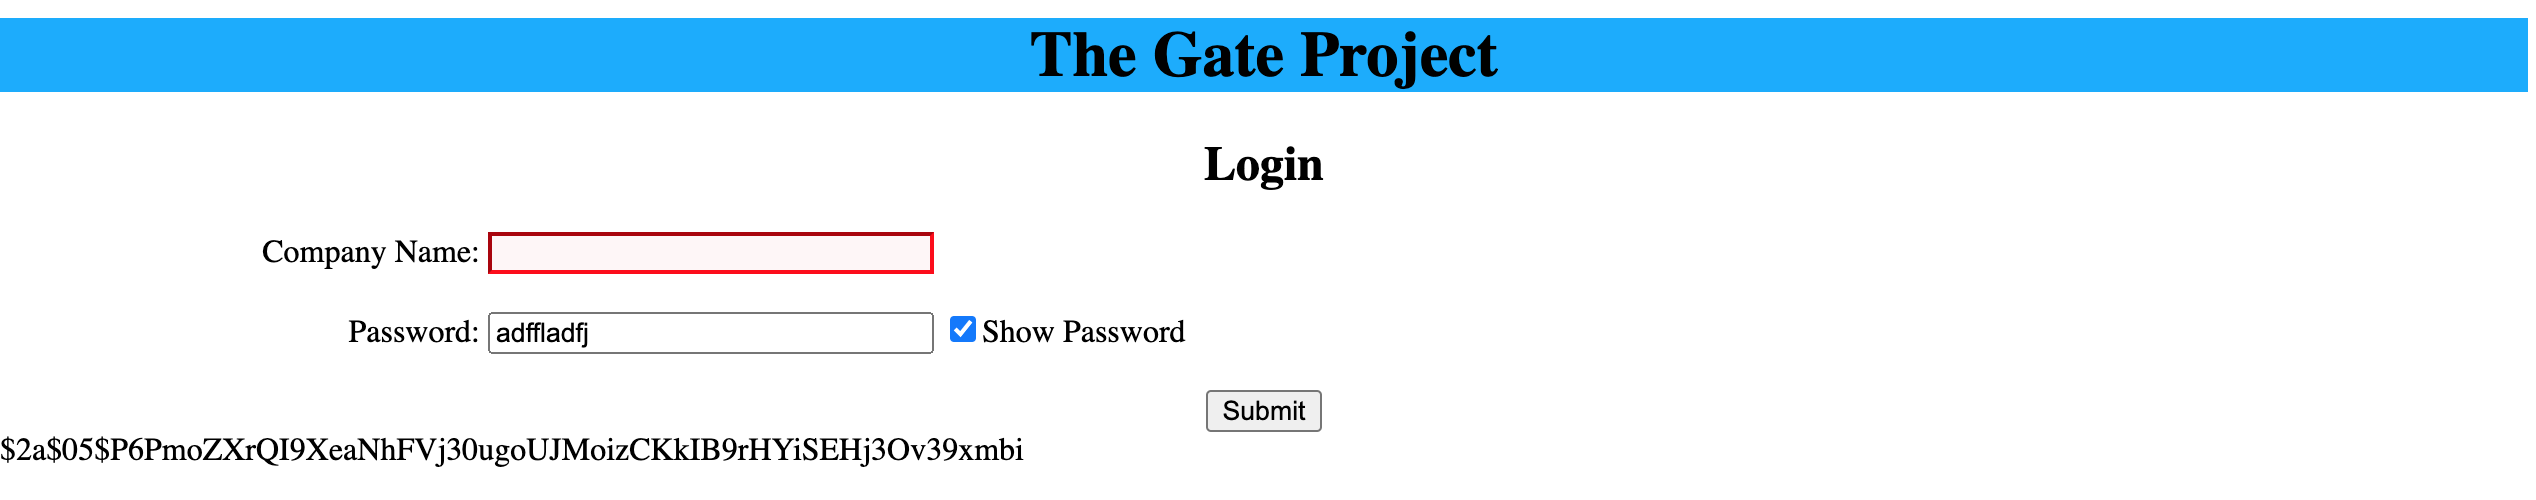 The Gate Project
Login
Company Name:
Password: adffladfj Show Password
Submit
$2a$05$P6PmoZXrQI9XeaNhFVj30ugoUJMoizCKkIB9rHYiSEHj3Ov39xmbi